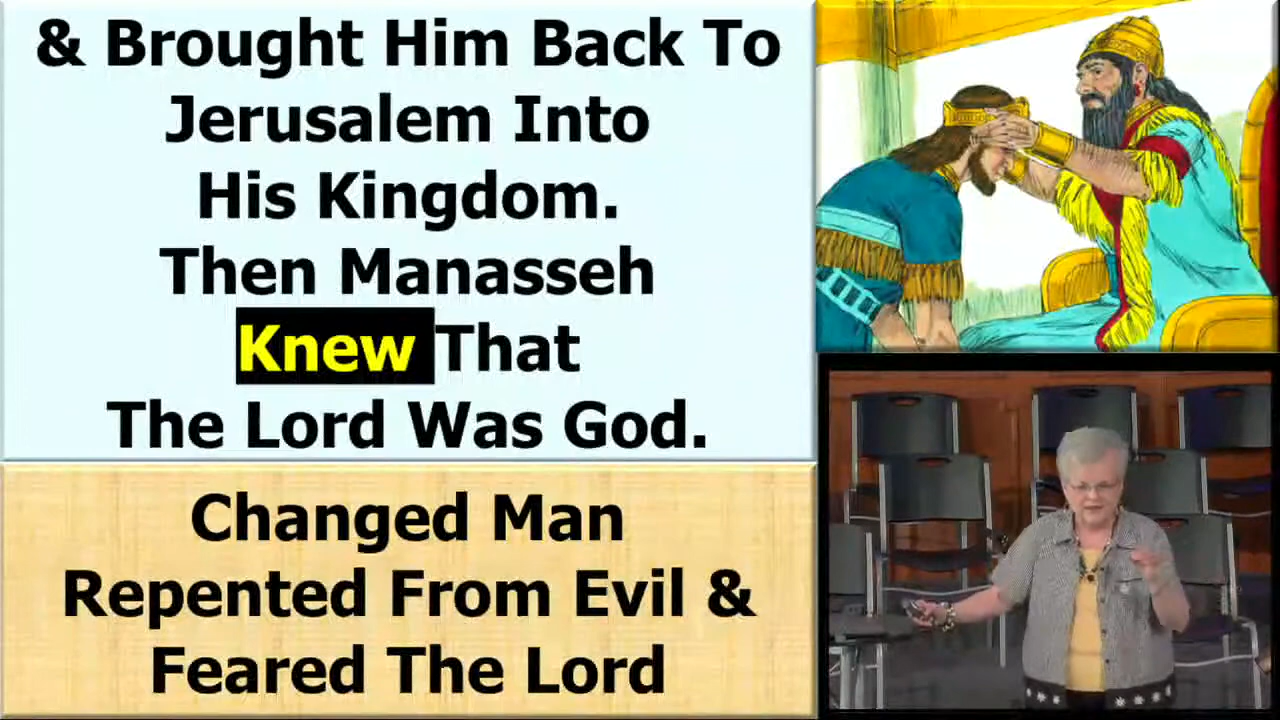 & Brought Him Back To
Jerusalem Into
His Kingdom.
Then Manasseh
Knew That
The Lord Was God.
Changed Man
Repented From Evil &
Feared The Lord